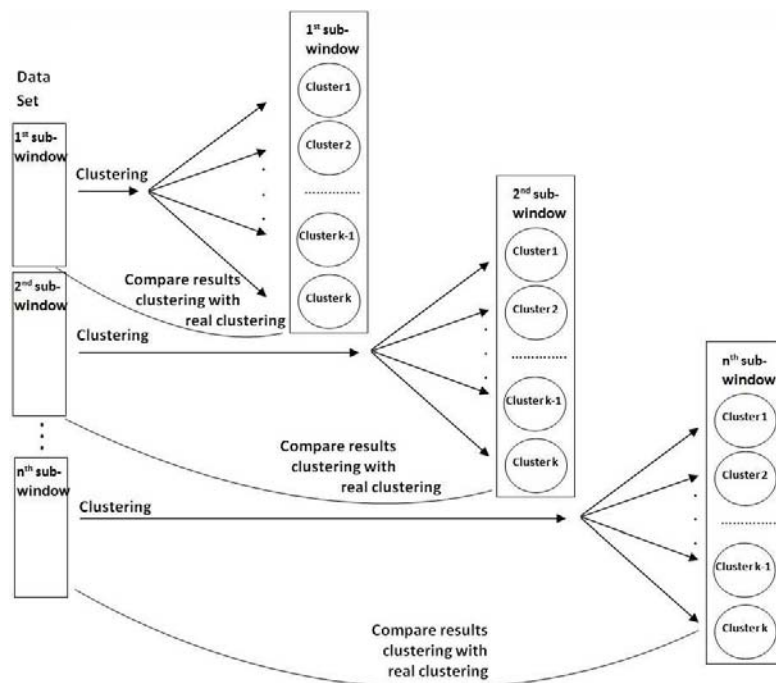 Data
Set
1st sub-
window
Clustering
1st sub-
window
Cluster1
Cluster2
Clusterk-1
Clusterk
Compare results
clustering with
real clustering
2nd sub-
window
Clustering
2nd sub-
window
Cluster1
Cluster2
Clusterk-1
Clusterk
Compare results
clustering with
real clustering
nth sub-
window
Clustering
nth sub-
window
Cluster1
Cluster2
Clusterk-1
Clusterk
Compare results
clustering with
real clustering